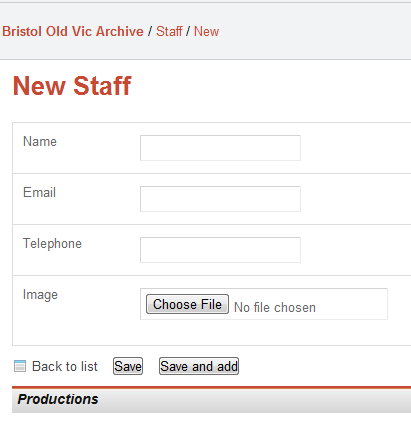 Bristol Old Vic Archive / Staff / New
New Staff
Name
Email
Telephone
Image
Choose File No file chosen
Back to list Save Save and add
Productions